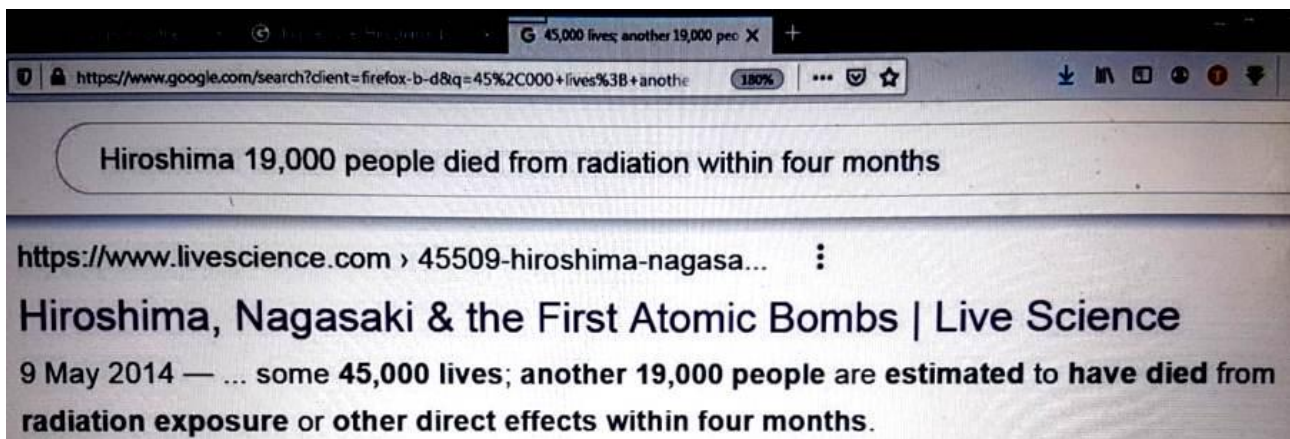 G 45,000 lives; another 19,000 peo X +
https://www.google.com/search?client=firefox-b-d&q=45%2C000+lives%3B+anothe 180% ...
Hiroshima 19,000 people died from radiation within four months
https://www.livescience.com › 45509-hiroshima-nagasa... ⋮
Hiroshima, Nagasaki & the First Atomic Bombs | Live Science
9 May 2014 — ... some 45,000 lives; another 19,000 people are estimated to have died from
radiation exposure or other direct effects within four months.